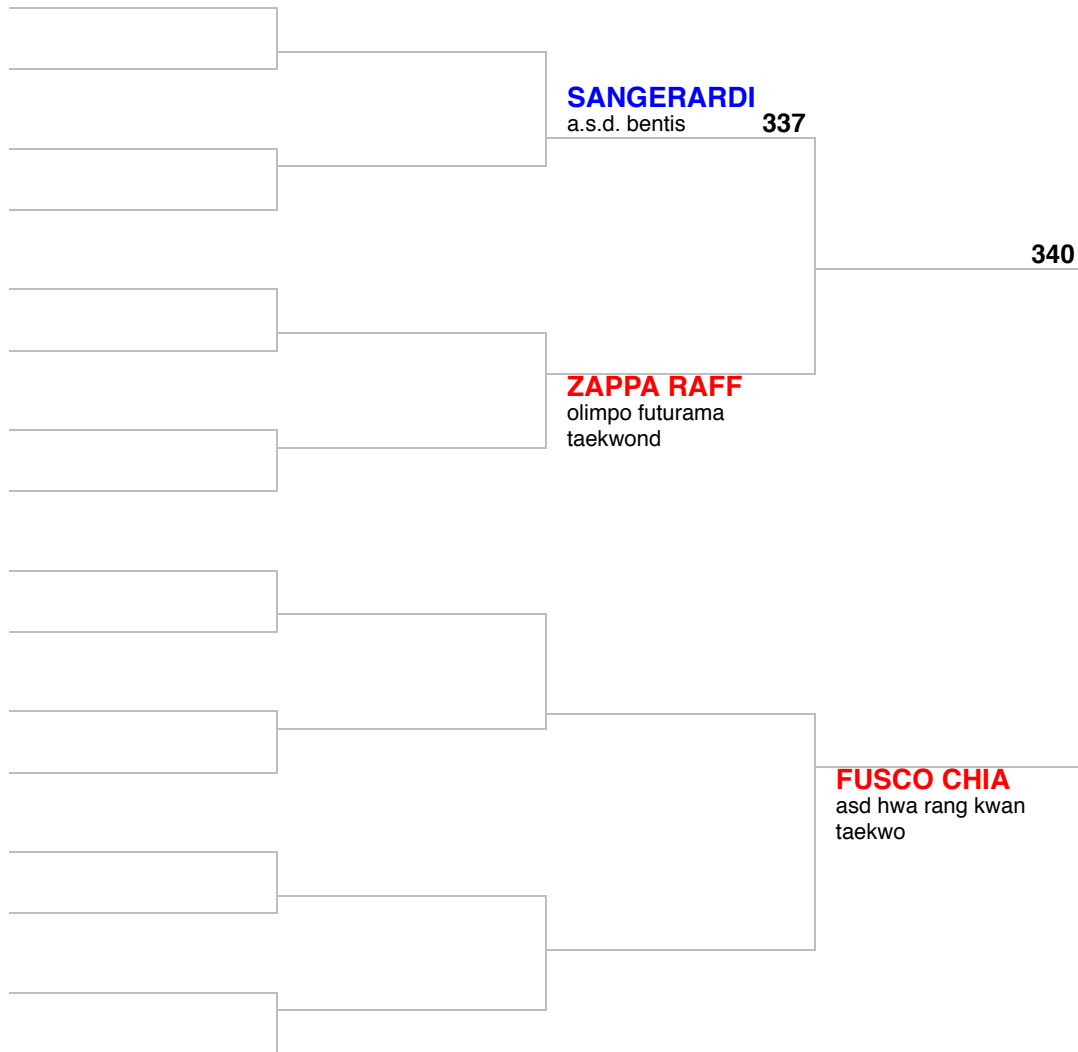 SANGERARDI
a.s.d. bentis 337
340
ZAPPA RAFF
olimpo futurama
taekwond
FUSCO CHIA
asd hwa rang kwan
taekwo